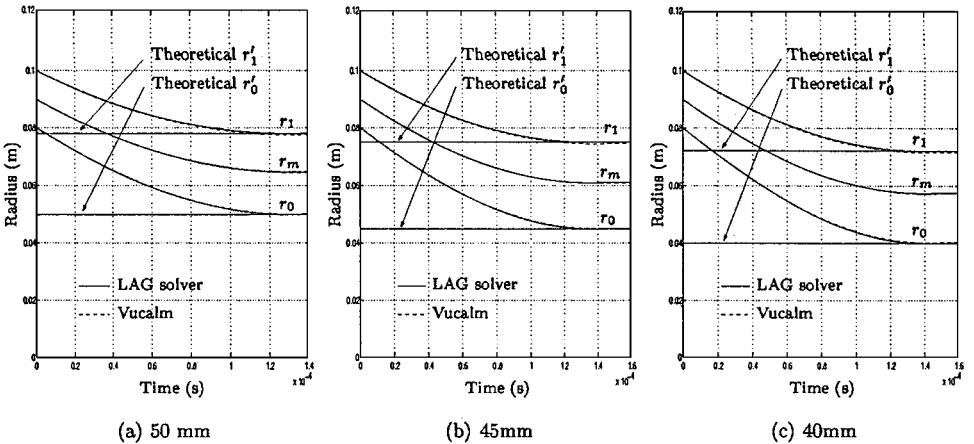 0.12
Theoretical r′₁
Theoretical r′₀
0.1
r₁
0.08
Radius (m)
rₘ
0.06
r₀
0.04
LAG solver
0.02
Vucalm
0
0 0.2 0.4 0.6 0.8 1 1.2 1.4
x 10⁻⁴
Time (s)
(a) 50 mm
0.12
Theoretical r′₁
Theoretical r′₀
0.1
r₁
0.08
Radius (m)
rₘ
0.06
r₀
0.04
LAG solver
0.02
Vucalm
0
0 0.2 0.4 0.6 0.8 1 1.2 1.4 1.6
x 10⁻⁴
Time (s)
(b) 45mm
0.12
Theoretical r′₁
Theoretical r′₀
0.1
r₁
0.08
Radius (m)
rₘ
0.06
r₀
0.04
LAG solver
0.02
Vucalm
0
0 0.2 0.4 0.6 0.8 1 1.2 1.4 1.6
x 10⁻⁴
Time (s)
(c) 40mm